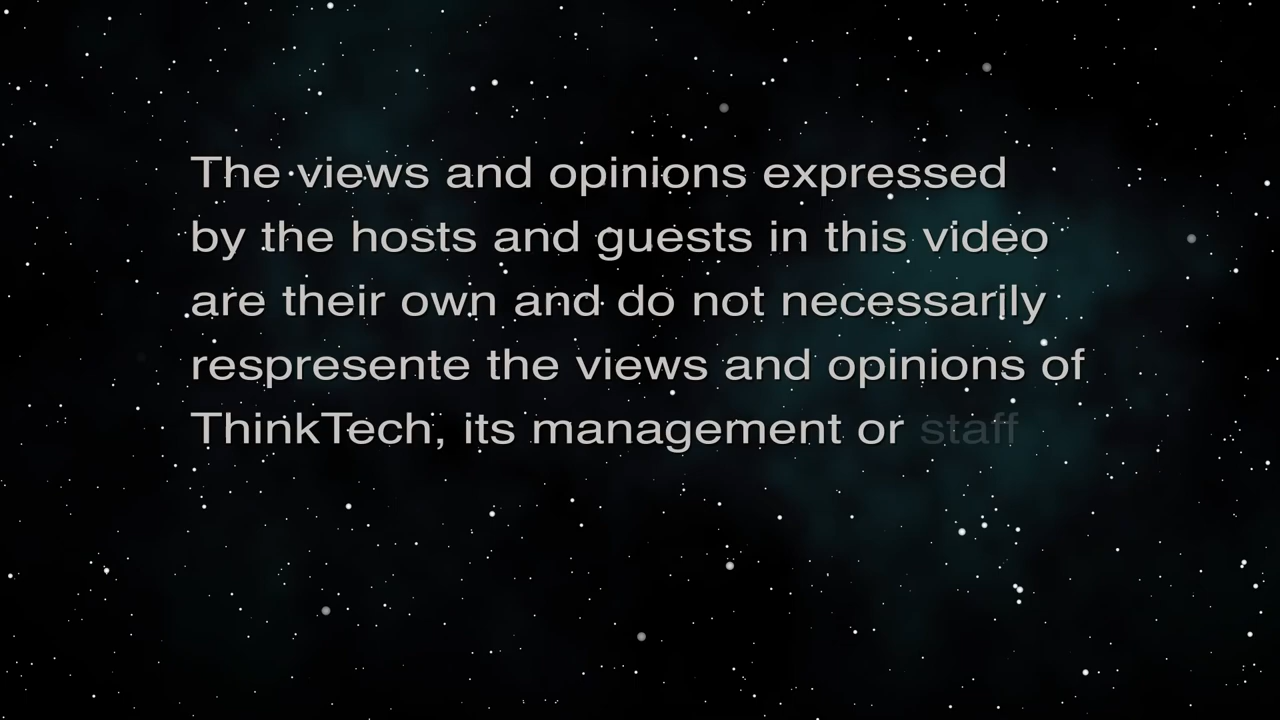 The views and opinions expressed
by the hosts and guests in this video
are their own and do not necessarily
respresente the views and opinions of
ThinkTech, its management or staff